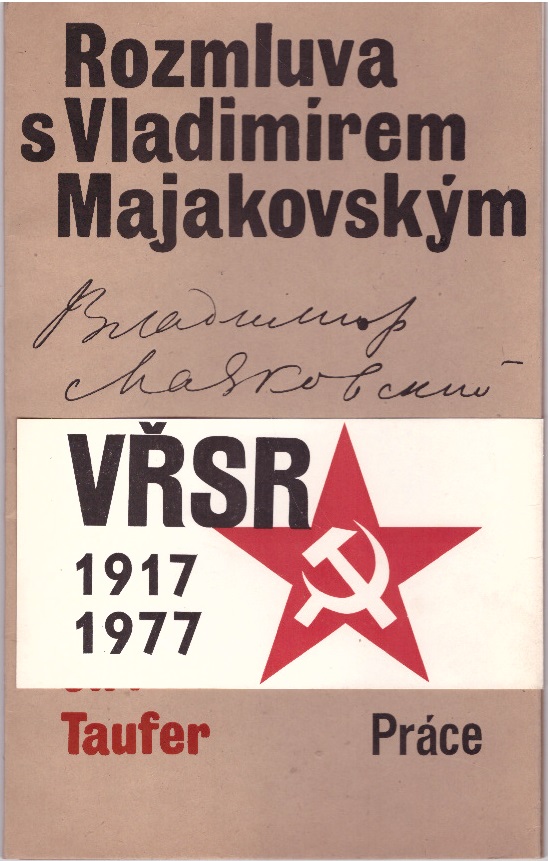 Rozmluva
s Vladimírem
Majakovským
Владимир
Маяковский
VŘSR
1917
1977
Taufer
Práce